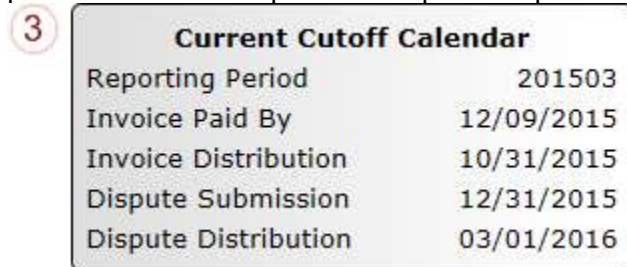 3
Current Cutoff Calendar
Reporting Period 201503
Invoice Paid By 12/09/2015
Invoice Distribution 10/31/2015
Dispute Submission 12/31/2015
Dispute Distribution 03/01/2016